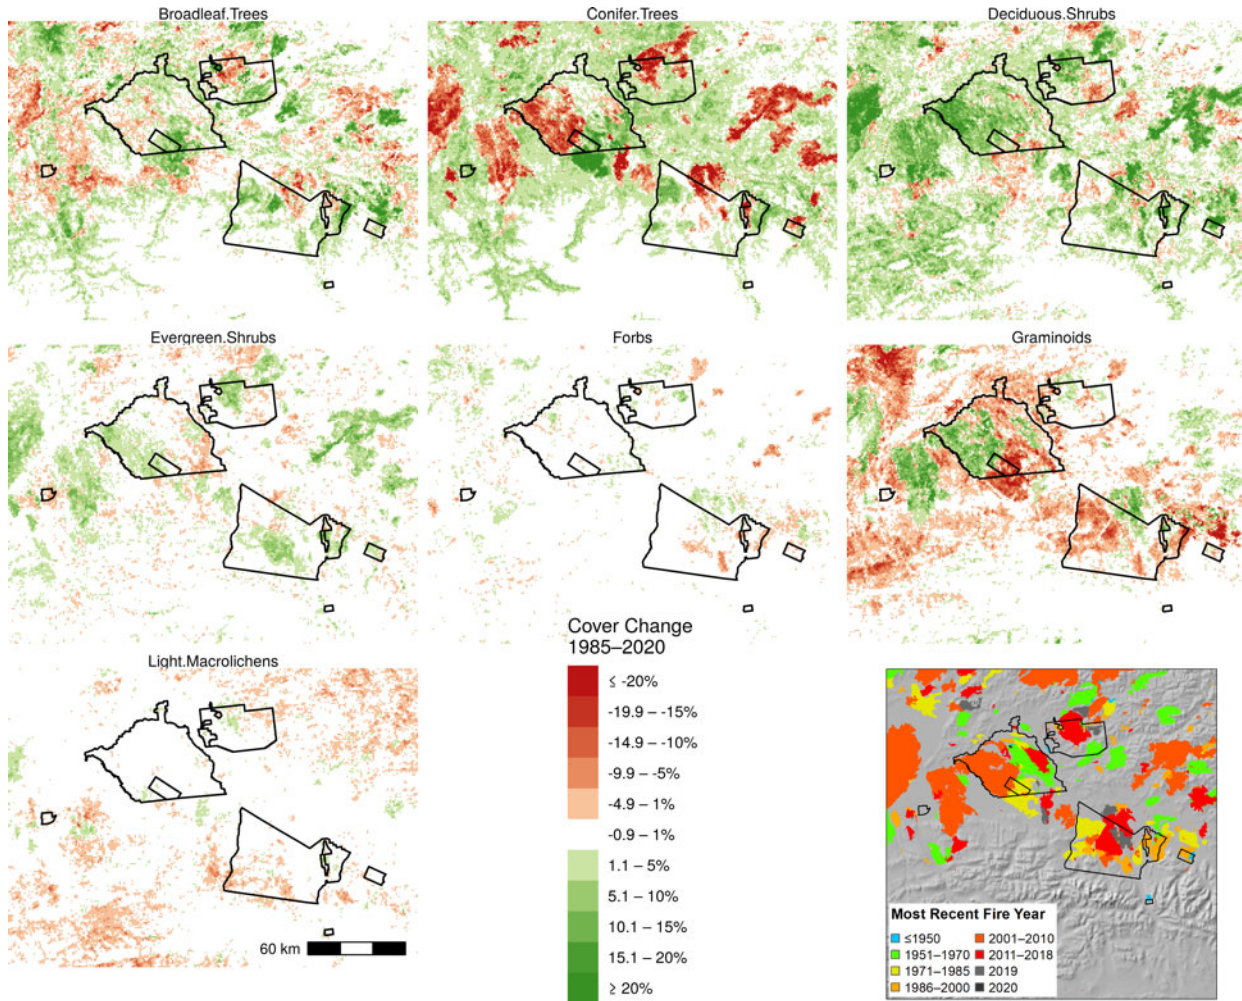 Broadleaf.Trees
Conifer.Trees
Deciduous.Shrubs
Evergreen.Shrubs
Forbs
Graminoids
Light.Macrolichens
60 km
Cover Change
1985–2020
≤ -20%
-19.9 – -15%
-14.9 – -10%
-9.9 – -5%
-4.9 – 1%
-0.9 – 1%
1.1 – 5%
5.1 – 10%
10.1 – 15%
15.1 – 20%
≥ 20%
Most Recent Fire Year
≤1950
1951–1970
1971–1985
1986–2000
2001–2010
2011–2018
2019
2020